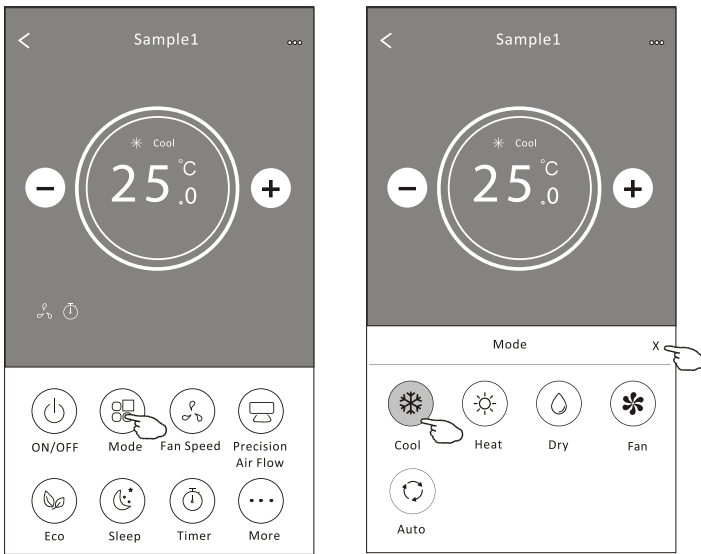 Sample1
Cool
25.0 °C
ON/OFF
Mode
Fan Speed
Precision
Air Flow
Eco
Sleep
Timer
More
Sample1
Cool
25.0 °C
Mode
X
Cool
Heat
Dry
Fan
Auto